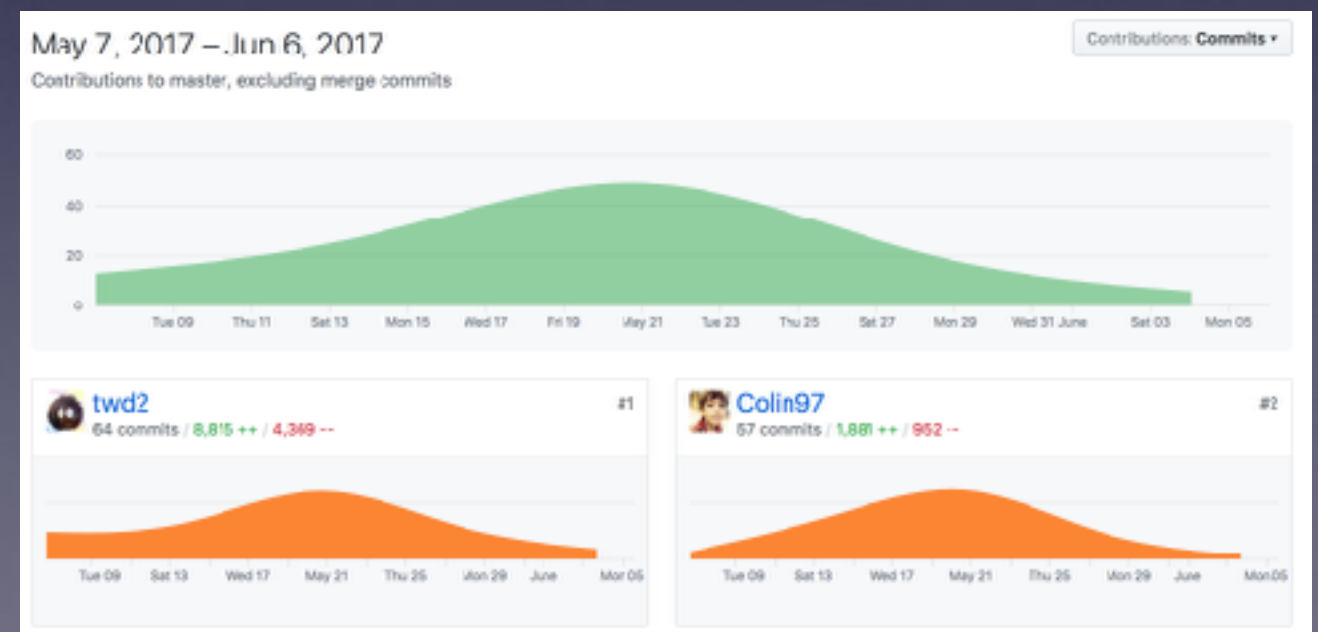 May 7, 2017 – Jun 6, 2017
Contributions: Commits ▾
Contributions to master, excluding merge commits
60
40
20
0
Tue 09 Thu 11 Sat 13 Mon 15 Wed 17 Fri 19 May 21 Tue 23 Thu 25 Sat 27 Mon 29 Wed 31 June Sat 03 Mon 05
twd2 #1
64 commits / 8,815 ++ / 4,369 --
Tue 09 Sat 13 Wed 17 May 21 Thu 25 Mon 29 June Mon 05
Colin97 #2
57 commits / 1,881 ++ / 952 --
Tue 09 Sat 13 Wed 17 May 21 Thu 25 Mon 29 June Mon 05